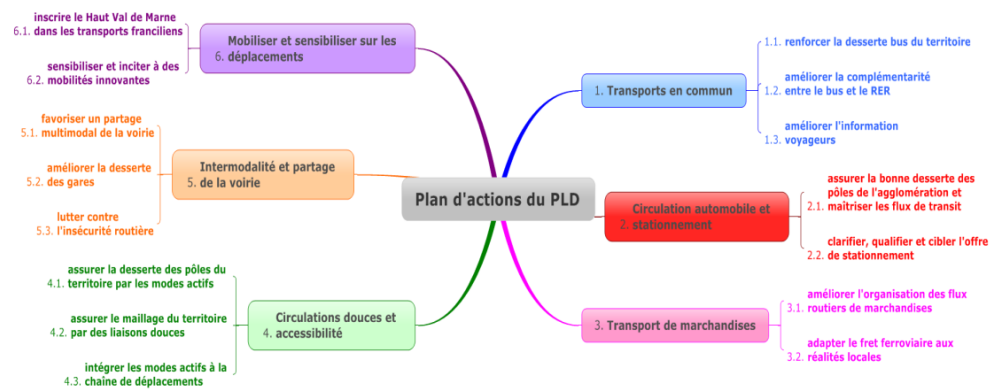 Plan d'actions du PLD
1. Transports en commun
1.1. renforcer la desserte bus du territoire
améliorer la complémentarité
1.2. entre le bus et le RER
améliorer l'information
1.3. voyageurs
Circulation automobile et
2. stationnement
assurer la bonne desserte des
pôles de l'agglomération et
2.1. maîtriser les flux de transit
clarifier, qualifier et cibler l'offre
2.2. de stationnement
3. Transport de marchandises
améliorer l'organisation des flux
3.1. routiers de marchandises
adapter le fret ferroviaire aux
3.2. réalités locales
Circulations douces et
4. accessibilité
assurer la desserte des pôles du
4.1. territoire par les modes actifs
assurer le maillage du territoire
4.2. par des liaisons douces
intégrer les modes actifs à la
4.3. chaîne de déplacements
Intermodalité et partage
5. de la voirie
favoriser un partage
5.1. multimodal de la voirie
améliorer la desserte
5.2. des gares
lutter contre
5.3. l'insécurité routière
Mobiliser et sensibiliser sur les
6. déplacements
inscrire le Haut Val de Marne
6.1. dans les transports franciliens
sensibiliser et inciter à des
6.2. mobilités innovantes